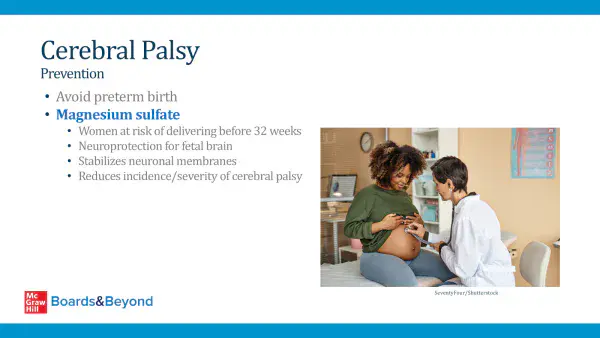 Cerebral Palsy
Prevention
• Avoid preterm birth
• Magnesium sulfate
• Women at risk of delivering before 32 weeks
• Neuroprotection for fetal brain
• Stabilizes neuronal membranes
• Reduces incidence/severity of cerebral palsy
SeventyFour/Shutterstock
Mc
Graw
Hill
Boards&Beyond